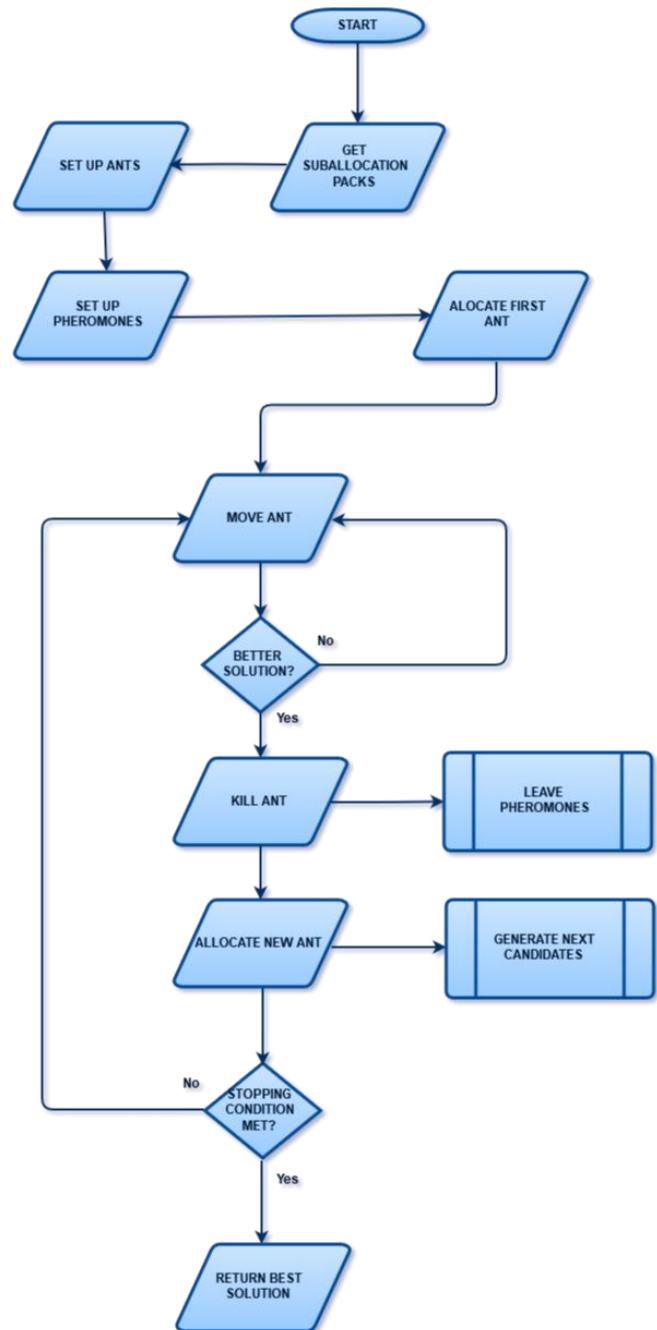 START
GET
SUBALLOCATION
PACKS
SET UP ANTS
SET UP
PHEROMONES
ALOCATE FIRST
ANT
MOVE ANT
BETTER
SOLUTION?
No
Yes
KILL ANT
LEAVE
PHEROMONES
ALLOCATE NEW ANT
GENERATE NEXT
CANDIDATES
No
STOPPING
CONDITION
MET?
Yes
RETURN BEST
SOLUTION